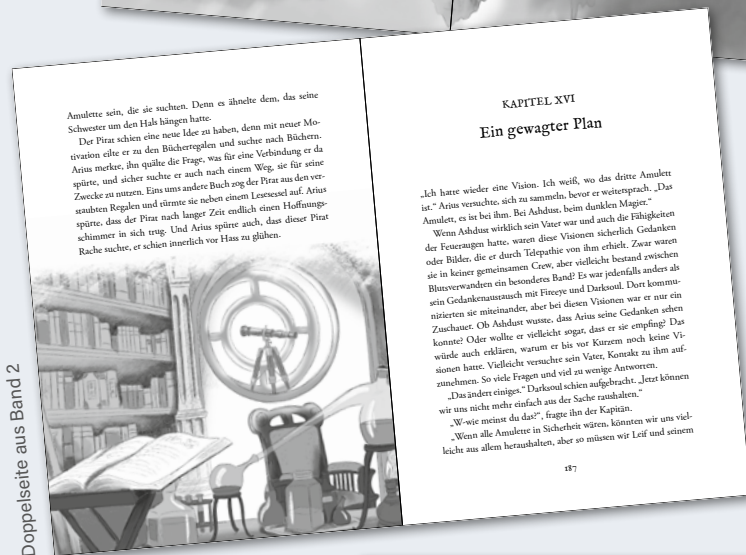 Amulette sein, die sie suchten. Denn es ähnelte dem, das seine
Schwester um den Hals hängen hatte.
Der Pirat schien eine neue Idee zu haben, denn mit neuer Mo-
tivation eilte er zu den Bücherregalen und suchte nach Büchern.
Arius merkte, ihn quälte die Frage, was für eine Verbindung er da
spürte, und sicher suchte er auch nach einem Weg, sie für seine
Zwecke zu nutzen. Eins ums andere Buch zog der Pirat aus den ver-
staubten Regalen und türmte sie neben einem Lesesessel auf. Arius
spürte, dass der Pirat nach langer Zeit endlich einen Hoffnungs-
schimmer in sich trug. Und Arius spürte auch, dass dieser Pirat
Rache suchte, er schien innerlich vor Hass zu glühen.
KAPITEL XVI
Ein gewagter Plan
„Ich hatte wieder eine Vision. Ich weiß, wo das dritte Amulett
ist.“ Arius versuchte, sich zu sammeln, bevor er weitersprach. „Das
Amulett, es ist bei ihm. Bei Ashdust, beim dunklen Magier.“
Wenn Ashdust wirklich sein Vater war und auch die Fähigkeiten
der Feueraugen hatte, waren diese Visionen sicherlich Gedanken
oder Bilder, die er durch Telepathie von ihm erhielt. Zwar waren
sie in keiner gemeinsamen Crew, aber vielleicht bestand zwischen
Blutsverwandten ein besonderes Band? Es war jedenfalls anders als
sein Gedankenaustausch mit Fireeye und Darksoul. Dort kommu-
nizierten sie miteinander, aber bei diesen Visionen war er nur ein
Zuschauer. Ob Ashdust wusste, dass Arius seine Gedanken sehen
konnte? Oder wollte er vielleicht sogar, dass er sie empfing? Das
würde auch erklären, warum er bis vor Kurzem noch keine Vi-
sionen hatte. Vielleicht versuchte sein Vater, Kontakt zu ihm auf-
zunehmen. So viele Fragen und viel zu wenige Antworten.
„Das ändert einiges.“ Darksoul schien aufgebracht. „Jetzt können
wir uns nicht mehr einfach aus der Sache raushalten.“
„W-wie meinst du das?“, fragte ihn der Kapitän.
„Wenn alle Amulette in Sicherheit wären, könnten wir uns viel-
leicht aus allem heraushalten, aber so müssen wir Leif und seinem
187
Doppelseite aus Band 2